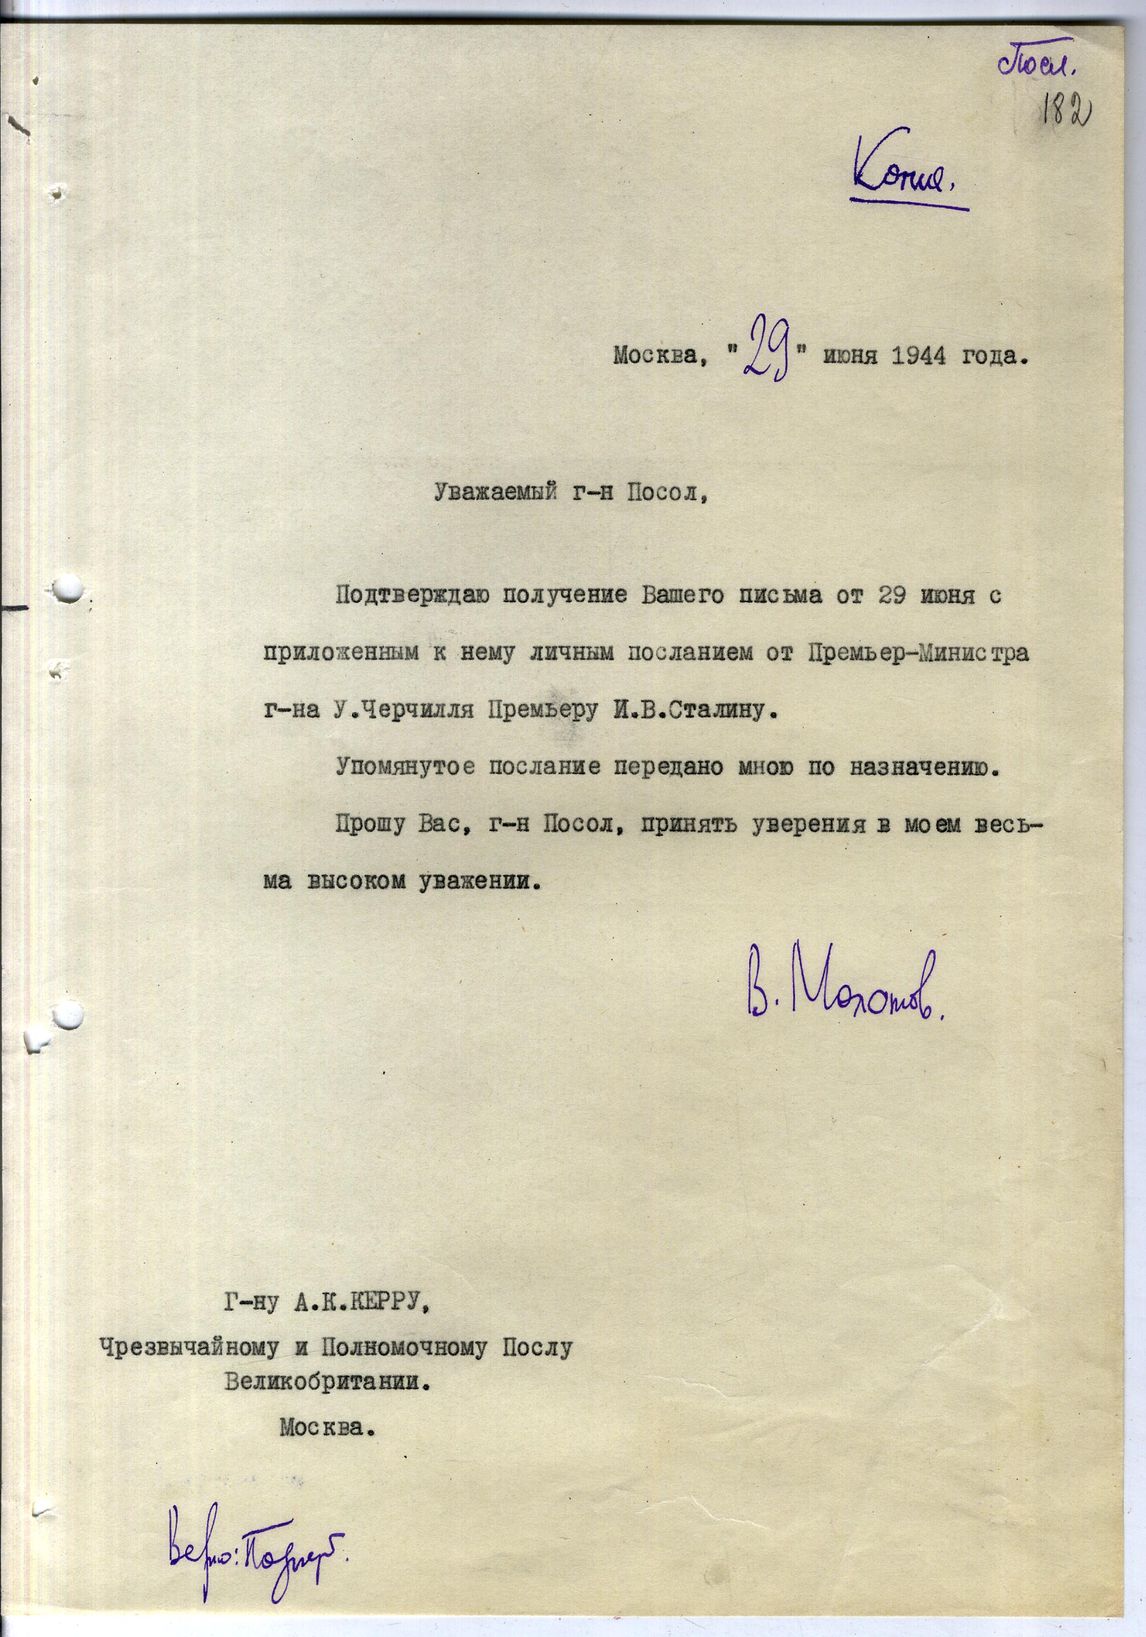 Посл.
182
Копия.
Москва, "29" июня 1944 года.
Уважаемый г-н Посол,
Подтверждаю получение Вашего письма от 29 июня с
приложенным к нему личным посланием от Премьер-Министра
г-на У.Черчилля Премьеру И.В.Сталину.
Упомянутое послание передано мною по назначению.
Прошу Вас, г-н Посол, принять уверения в моем весь-
ма высоком уважении.
В. Молотов.
Г-ну А.К.КЕРРУ,
Чрезвычайному и Полномочному Послу
Великобритании.
Москва.
Верно: